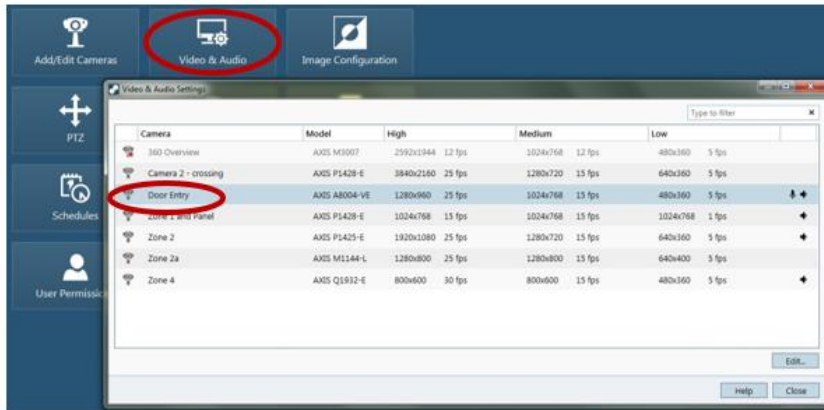 Add/Edit Cameras
Video & Audio
Image Configuration
PTZ
Schedules
User Permissi
Video & Audio Settings
Type to filter
Camera Model High Medium Low
360 Overview AXIS M3007 2592x1944 12 fps 1024x768 12 fps 480x360 5 fps
Camera 2 - crossing AXIS P1428-E 3840x2160 25 fps 1280x720 15 fps 640x360 5 fps
Door Entry AXIS A8004-VE 1280x960 25 fps 1024x768 15 fps 480x360 5 fps
Zone 1 and Panel AXIS P1428-E 1024x768 15 fps 1024x768 15 fps 1024x768 1 fps
Zone 2 AXIS P1425-E 1920x1080 25 fps 1280x720 15 fps 640x360 5 fps
Zone 2a AXIS M1144-L 1280x800 25 fps 1280x800 15 fps 640x400 5 fps
Zone 4 AXIS Q1932-E 800x600 30 fps 800x600 15 fps 480x360 5 fps
Edit...
Help
Close